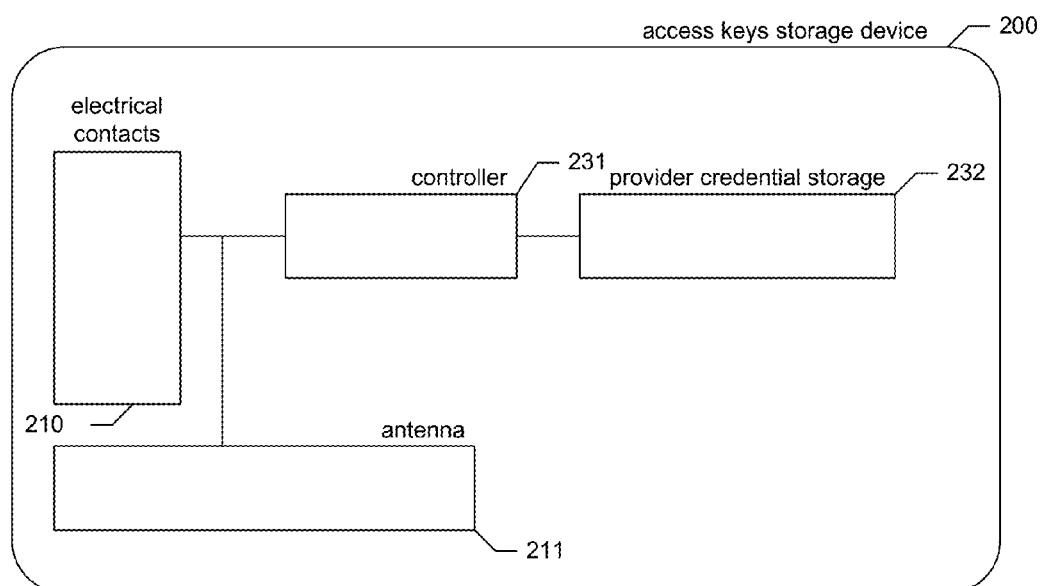 access keys storage device
200
electrical
contacts
controller
231
provider credential storage
232
210
antenna
211